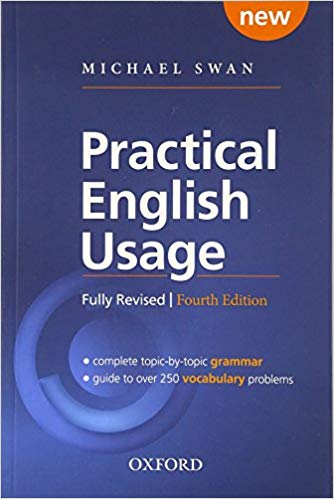 new
MICHAEL SWAN
Practical
English
Usage
Fully Revised | Fourth Edition
• complete topic-by-topic grammar
• guide to over 250 vocabulary problems
OXFORD